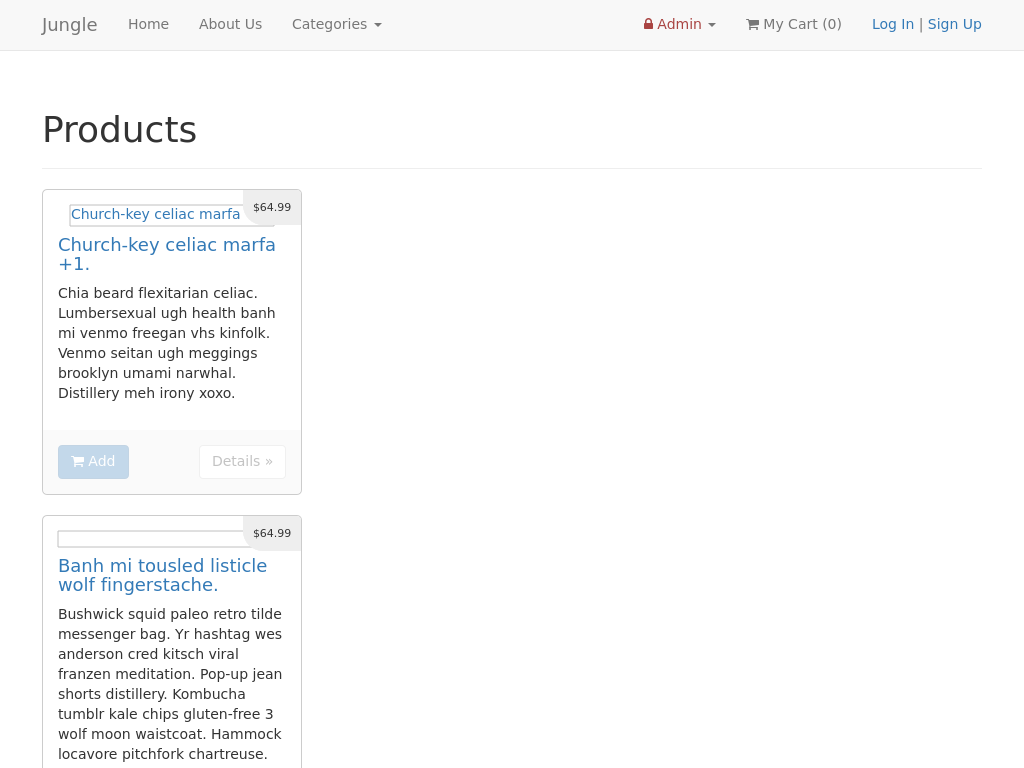 Jungle Home About Us Categories Admin My Cart (0) Log In | Sign Up
Products
$64.99
Church-key celiac marfa
Church-key celiac marfa
+1.
Chia beard flexitarian celiac.
Lumbersexual ugh health banh
mi venmo freegan vhs kinfolk.
Venmo seitan ugh meggings
brooklyn umami narwhal.
Distillery meh irony xoxo.
Add Details »
$64.99
Banh mi tousled listicle
wolf fingerstache.
Bushwick squid paleo retro tilde
messenger bag. Yr hashtag wes
anderson cred kitsch viral
franzen meditation. Pop-up jean
shorts distillery. Kombucha
tumblr kale chips gluten-free 3
wolf moon waistcoat. Hammock
locavore pitchfork chartreuse.